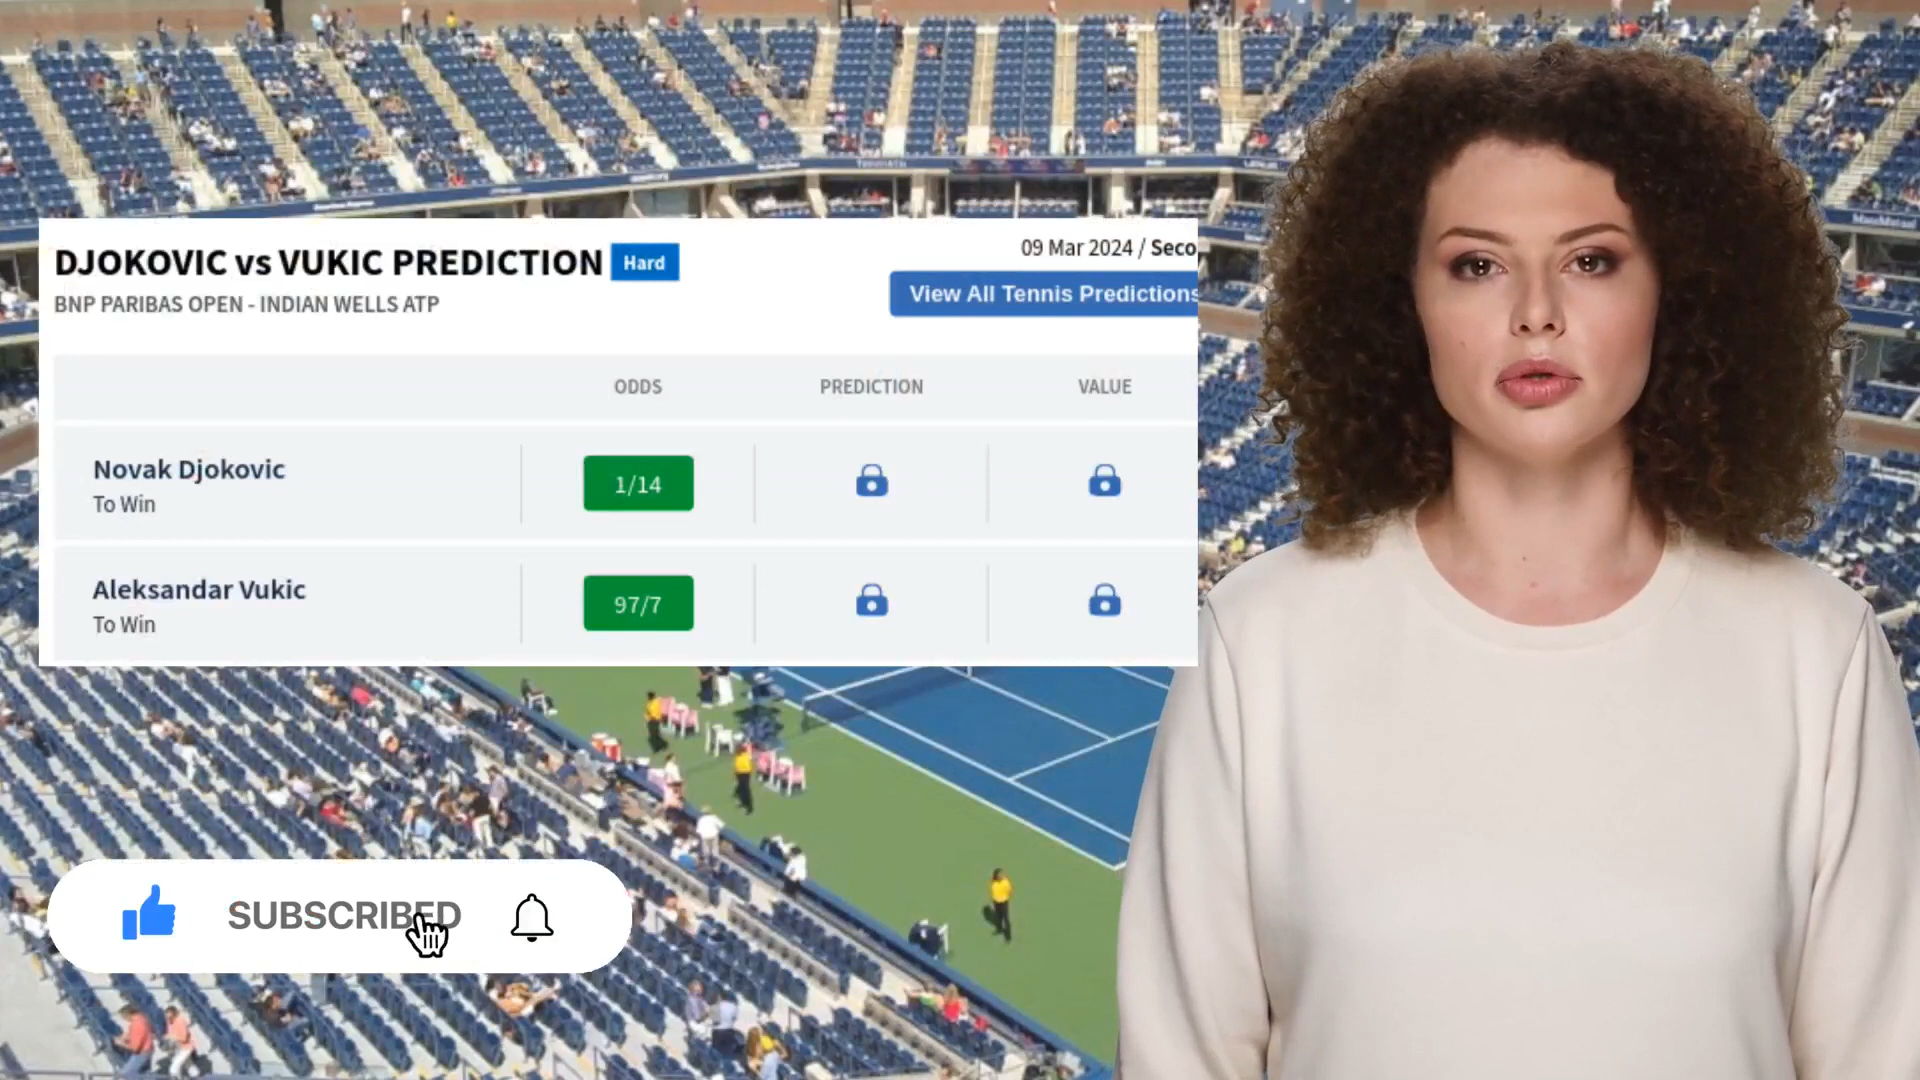 DJOKOVIC vs VUKIC PREDICTION Hard
BNP PARIBAS OPEN - INDIAN WELLS ATP
09 Mar 2024 / Seco
View All Tennis Predictions
ODDS PREDICTION VALUE
Novak Djokovic
To Win
1/14
Aleksandar Vukic
To Win
97/7
SUBSCRIBED